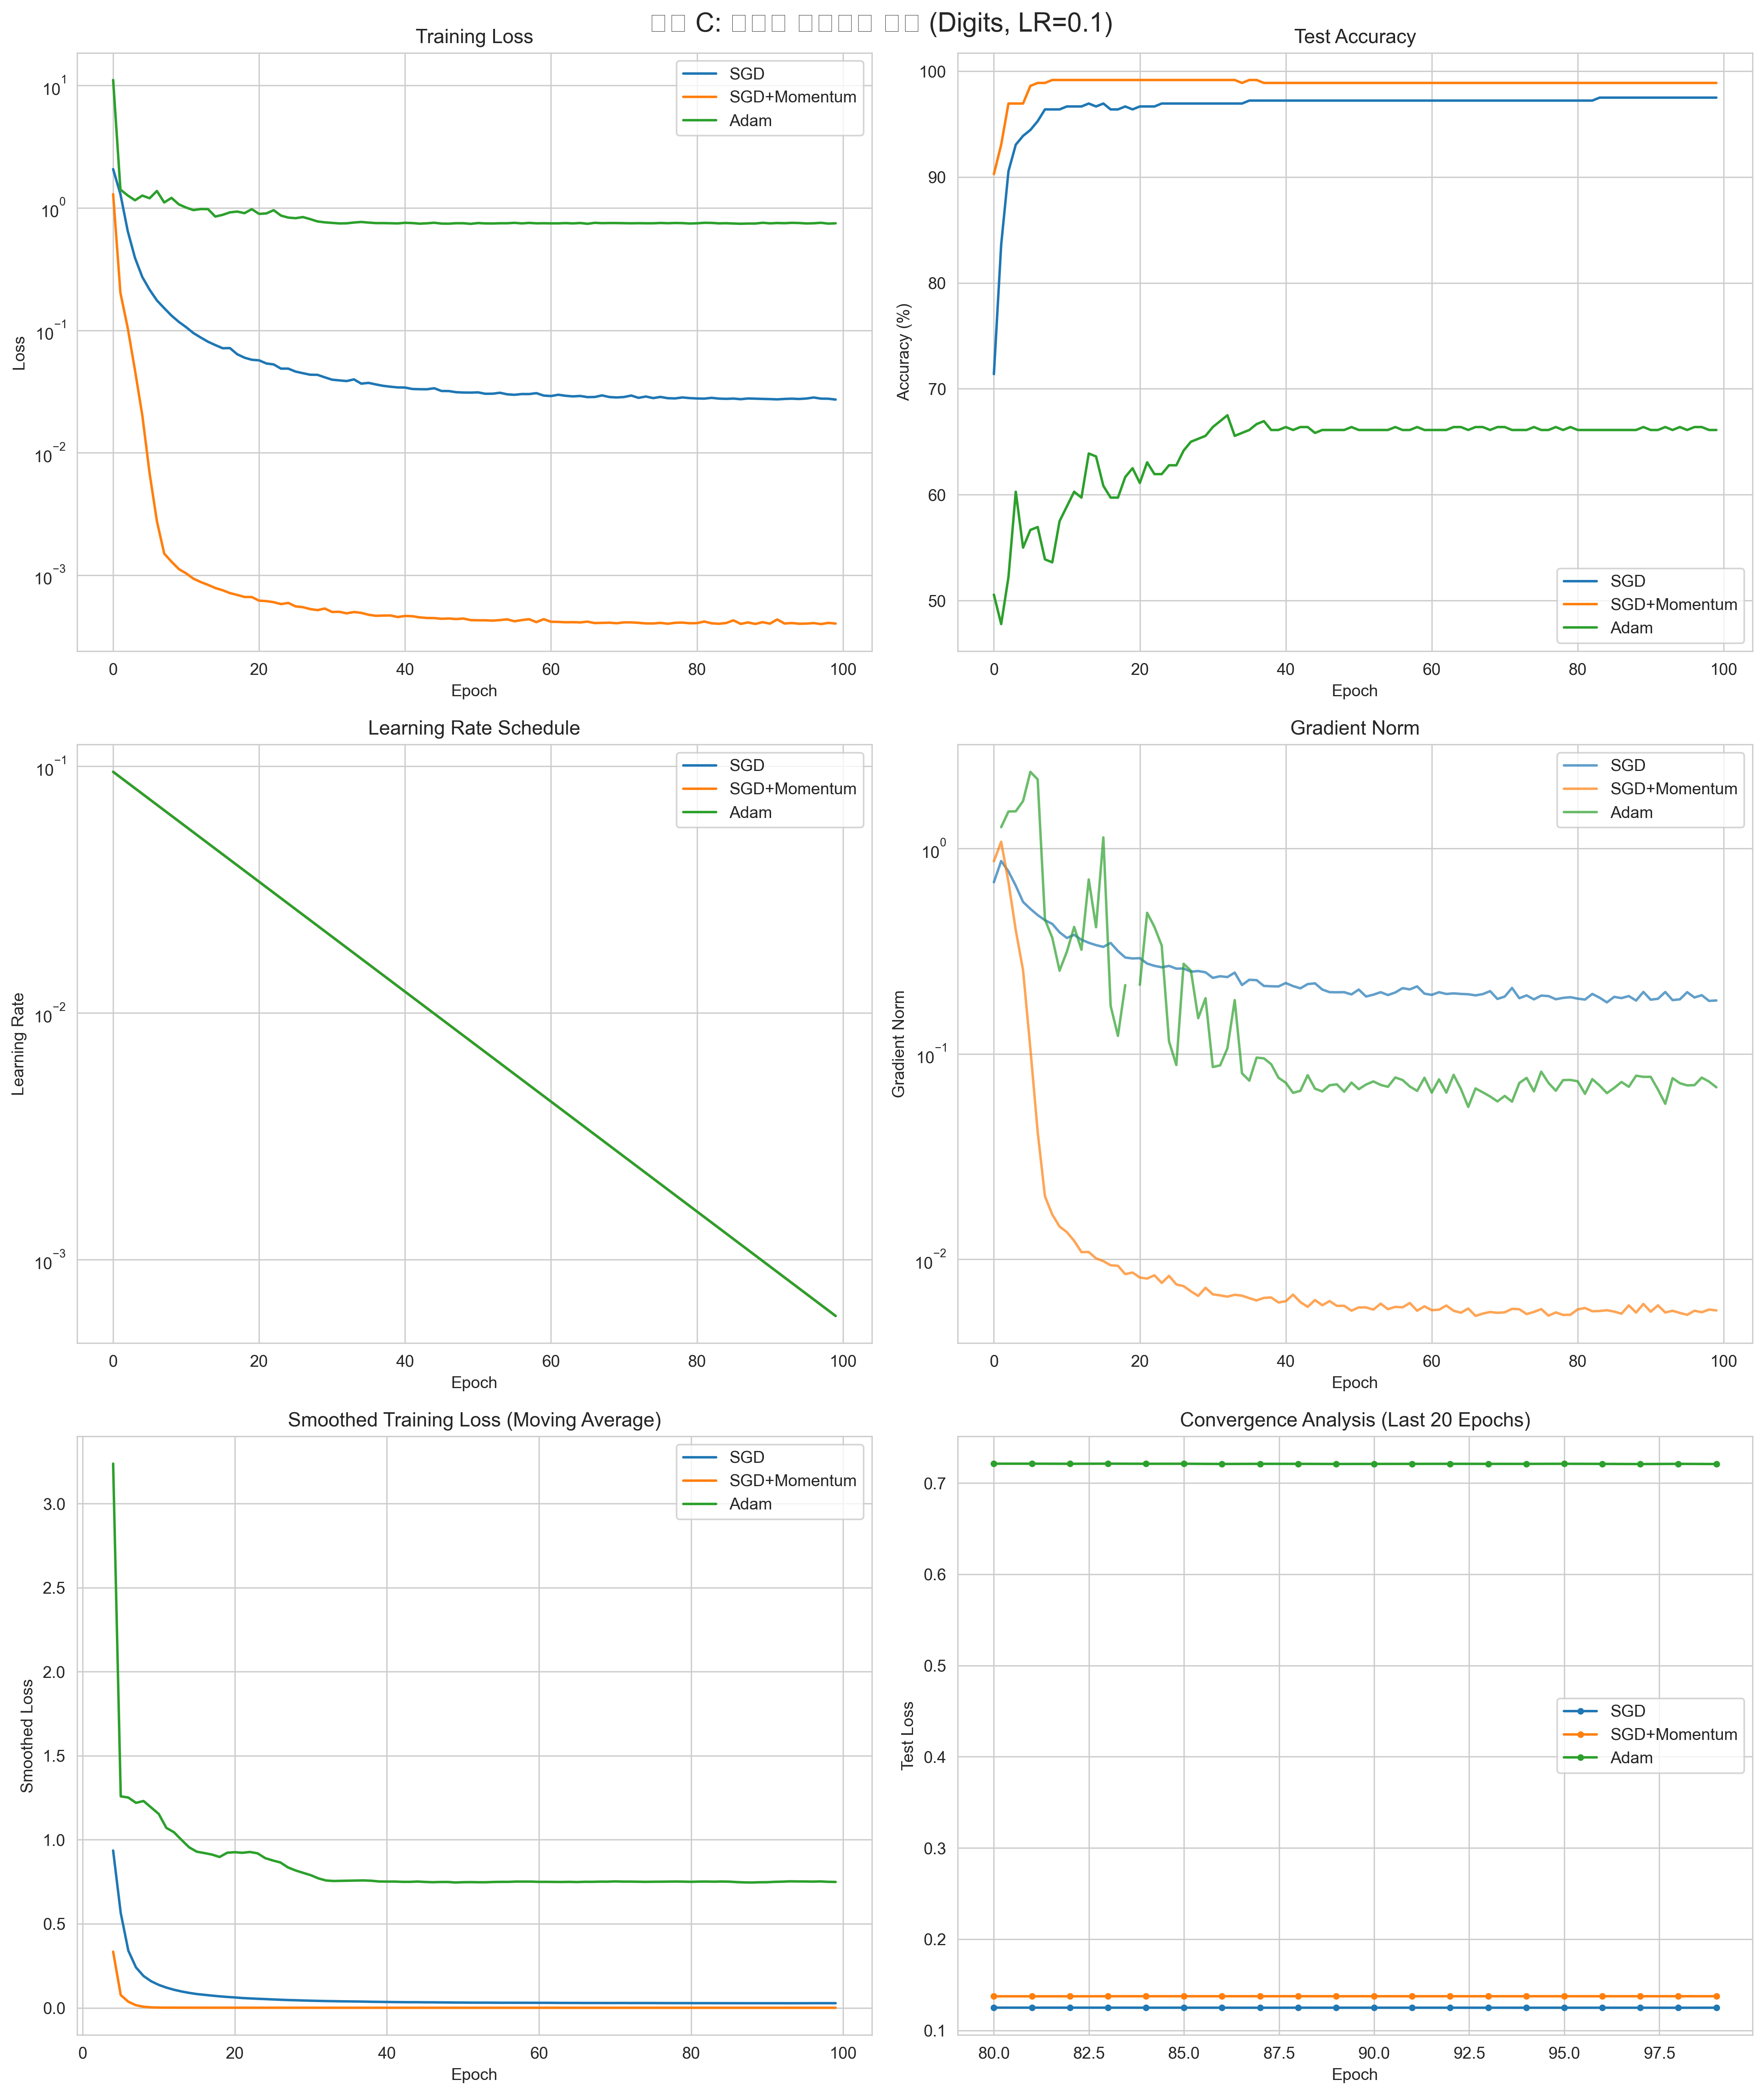 C: (Digits, LR=0.1)
Training Loss
Loss
10¹
10⁰
10⁻¹
10⁻²
10⁻³
0 20 40 60 80 100
Epoch
SGD
SGD+Momentum
Adam
Test Accuracy
Accuracy (%)
100
90
80
70
60
50
0 20 40 60 80 100
Epoch
SGD
SGD+Momentum
Adam
Learning Rate Schedule
Learning Rate
10⁻¹
10⁻²
10⁻³
0 20 40 60 80 100
Epoch
SGD
SGD+Momentum
Adam
Gradient Norm
Gradient Norm
10⁰
10⁻¹
10⁻²
0 20 40 60 80 100
Epoch
SGD
SGD+Momentum
Adam
Smoothed Training Loss (Moving Average)
Smoothed Loss
3.0
2.5
2.0
1.5
1.0
0.5
0.0
0 20 40 60 80 100
Epoch
SGD
SGD+Momentum
Adam
Convergence Analysis (Last 20 Epochs)
Test Loss
0.7
0.6
0.5
0.4
0.3
0.2
0.1
80.0 82.5 85.0 87.5 90.0 92.5 95.0 97.5
Epoch
SGD
SGD+Momentum
Adam